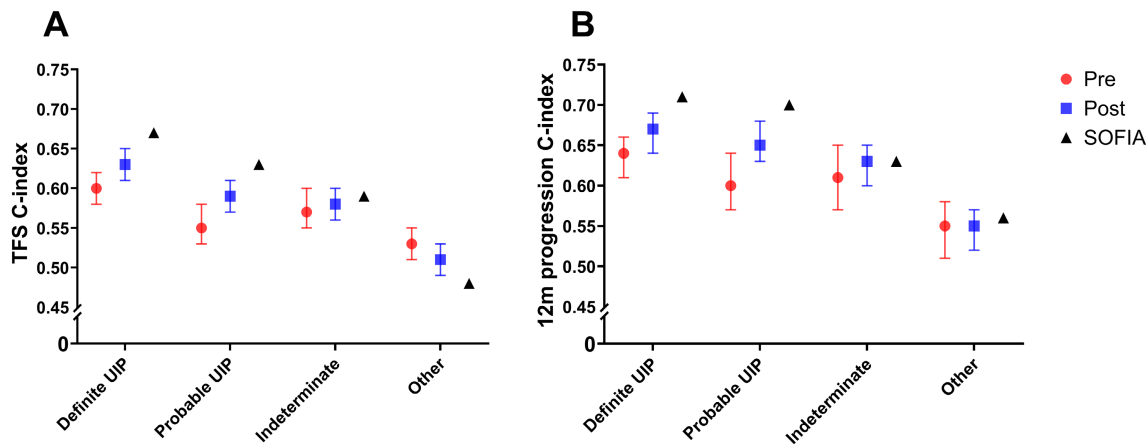 A
TFS C-index
0.75
0.70
0.65
0.60
0.55
0.50
0.45
0
Definite UIP
Probable UIP
Indeterminate
Other
B
12m progression C-index
0.75
0.70
0.65
0.60
0.55
0.50
0.45
0
Definite UIP
Probable UIP
Indeterminate
Other
Pre
Post
SOFIA